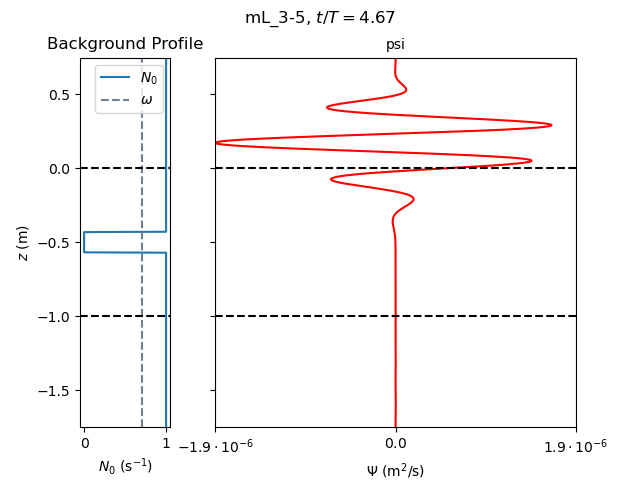 mL_3-5, t/T = 4.67
Background Profile
psi
N₀
ω
0.5
0.0
−0.5
−1.0
−1.5
z (m)
0
1
N₀ (s⁻¹)
−1.9 · 10⁻⁶
0.0
1.9 · 10⁻⁶
Ψ (m²/s)